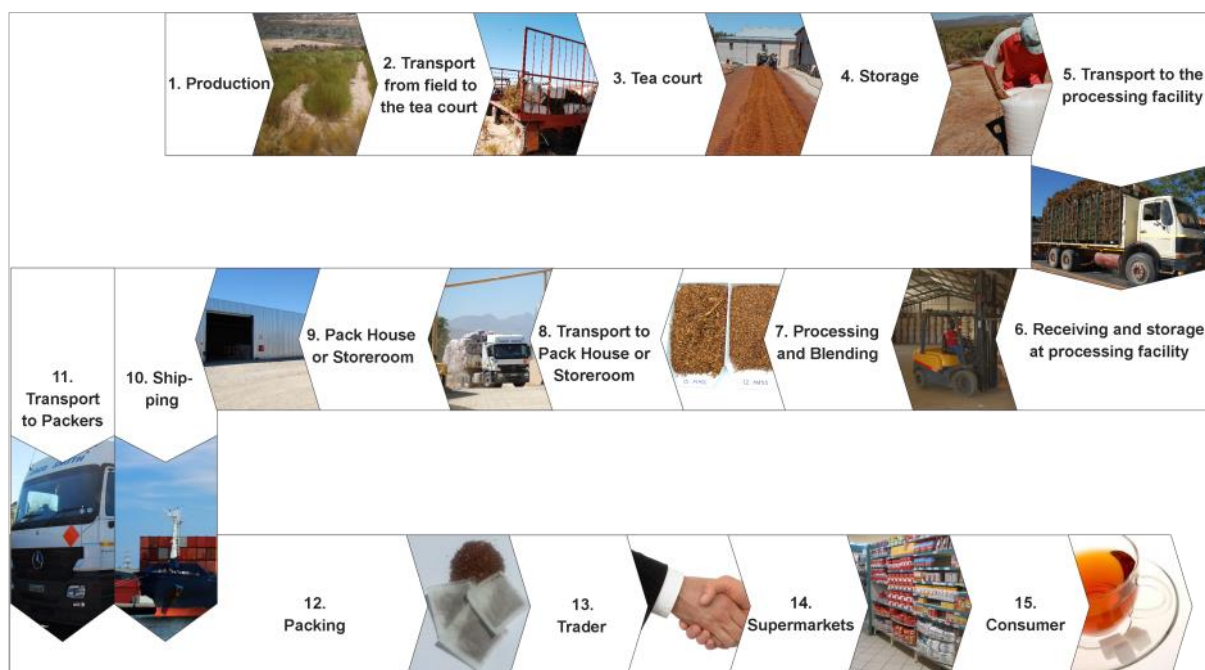 1. Production
2. Transport
from field to
the tea court
3. Tea court
4. Storage
5. Transport to the
processing facility
6. Receiving and storage
at processing facility
7. Processing
and Blending
8. Transport to
Pack House or
Storeroom
9. Pack House
or Storeroom
10. Ship-
ping
11.
Transport
to Packers
12.
Packing
13.
Trader
14.
Supermarkets
15.
Consumer